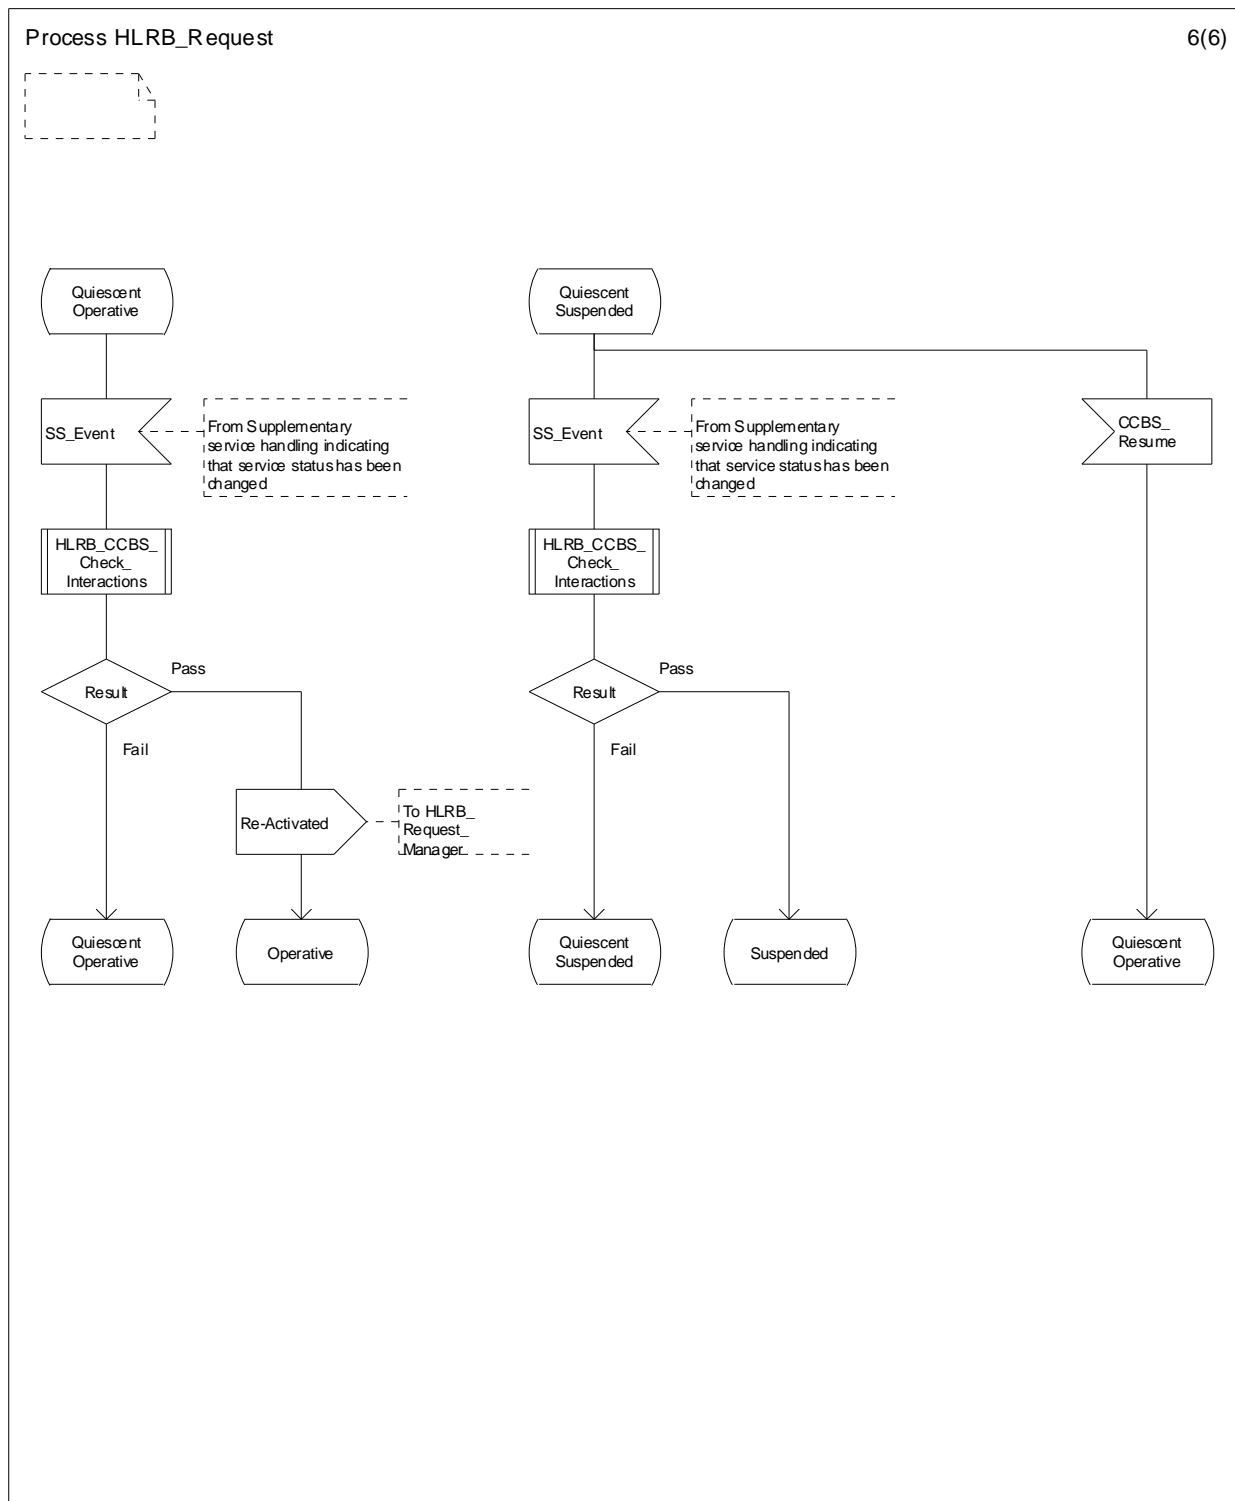 Process HLRB_Request
6(6)
Quiescent
Operative
Quiescent
Suspended
SS_Event
From Supplementary
service handling indicating
that service status has been
changed
SS_Event
From Supplementary
service handling indicating
that service status has been
changed
CCBS_
Resume
HLRB_CCBS_
Check_
Interactions
HLRB_CCBS_
Check_
Interactions
Result
Pass
Fail
Result
Pass
Fail
Re-Activated
To HLRB_
Request_
Manager
Quiescent
Operative
Operative
Quiescent
Suspended
Suspended
Quiescent
Operative